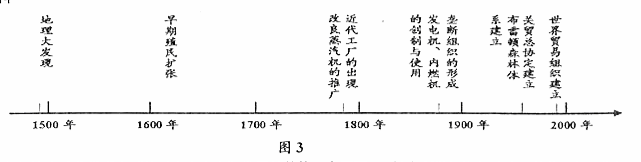 地理大发现
早期殖民扩张
改良蒸汽机的推广
近代工厂的出现
发电机、内燃机
的创制与使用
垄断组织的形成
布雷顿森林体
系建立
关贸总协定建立
世界贸易组织建立
1500年 1600年 1700年 1800年 1900年 2000年
图3